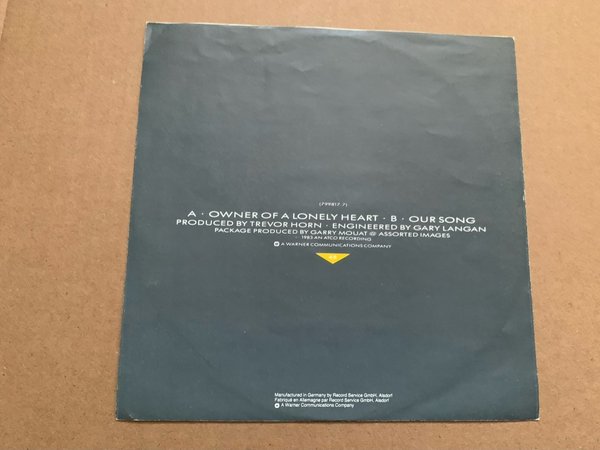 (799817-7)
A · OWNER OF A LONELY HEART · B · OUR SONG
PRODUCED BY TREVOR HORN · ENGINEERED BY GARY LANGAN
PACKAGE PRODUCED BY GARRY MOUAT @ ASSORTED IMAGES
1983 AN ATCO RECORDING
A WARNER COMMUNICATIONS COMPANY
Manufactured in Germany by Record Service GmbH, Alsdorf
Fabriqué en Allemagne par Record Service GmbH, Alsdorf
A Warner Communications Company